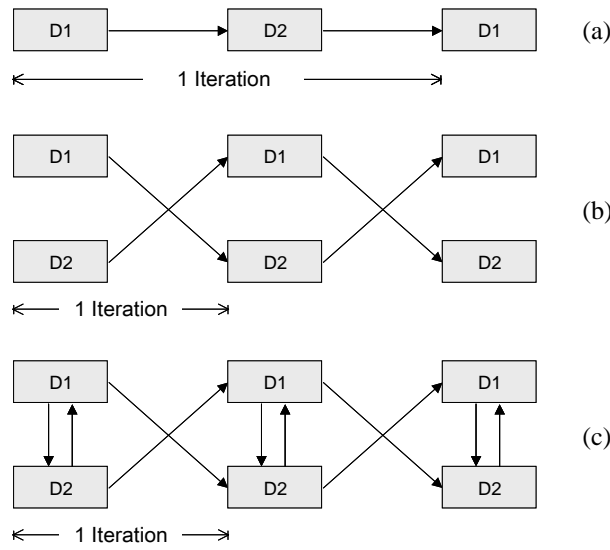 D1 D2 D1 (a)
1 Iteration
D1 D1 D1
(b)
D2 D2 D2
1 Iteration
D1 D1 D1
(c)
D2 D2 D2
1 Iteration